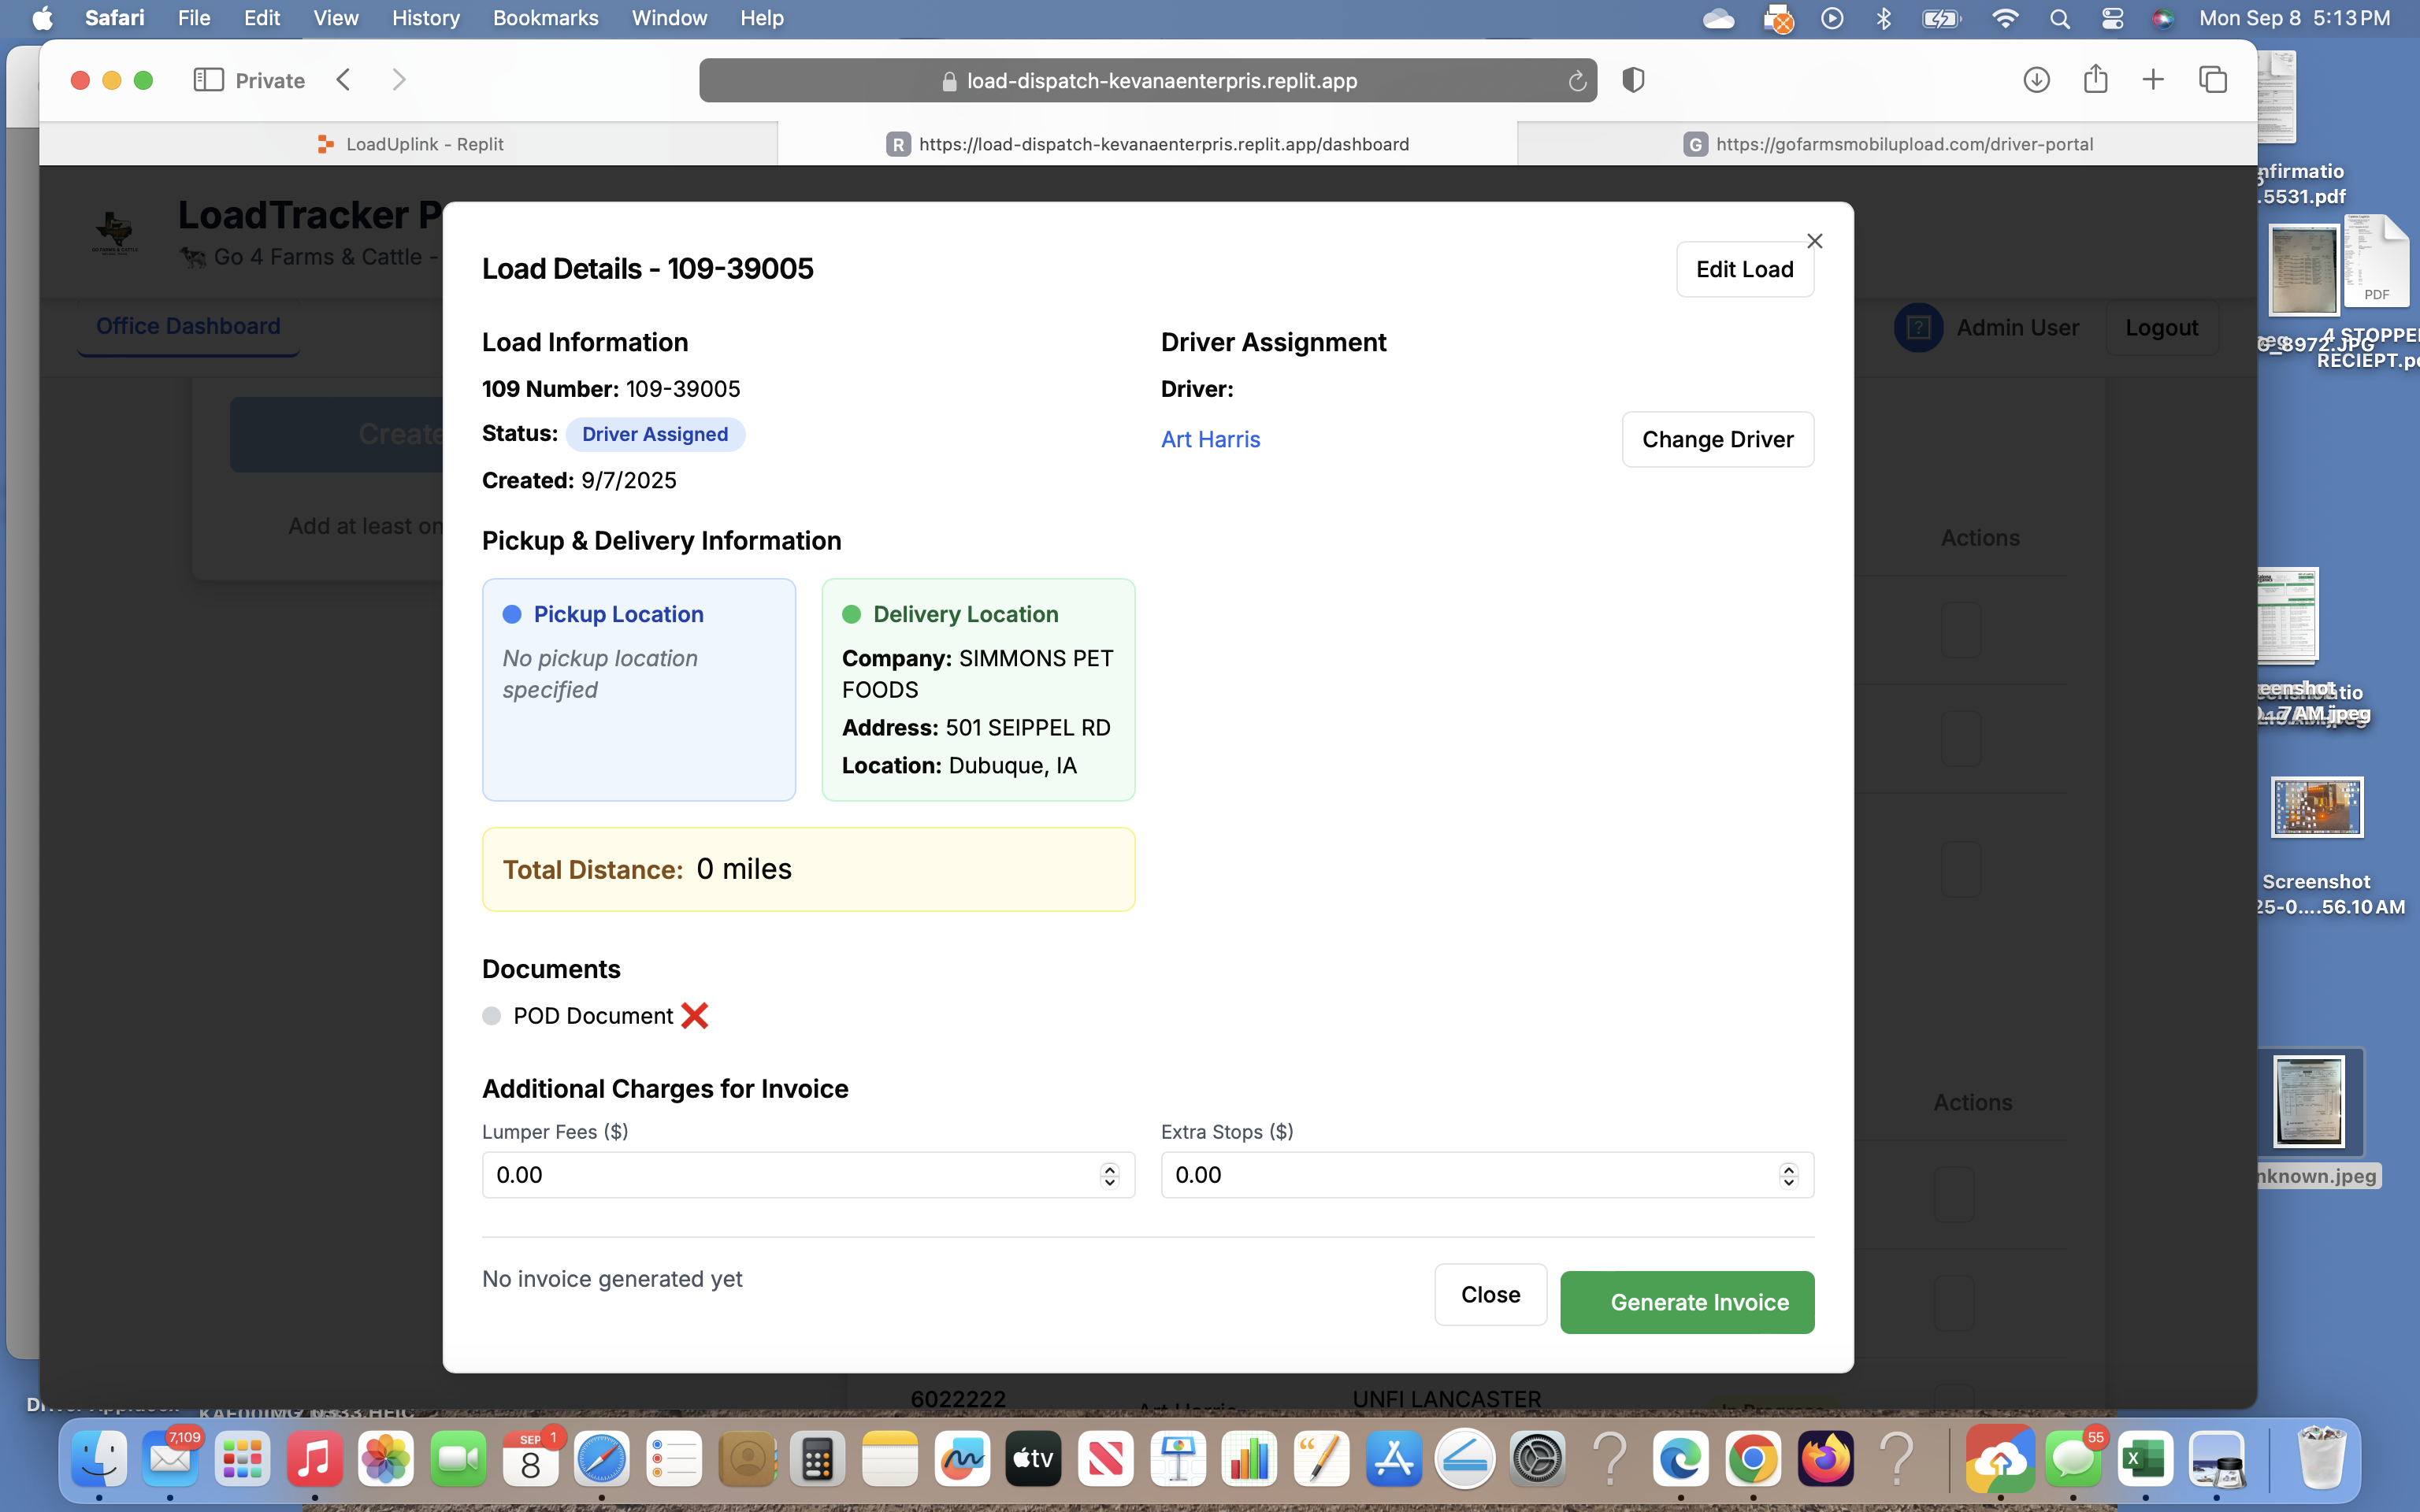 Safari File Edit View History Bookmarks Window Help Mon Sep 8 5:13 PM
Private load-dispatch-kevanaenterpris.replit.app
LoadUplink - Replit
R https://load-dispatch-kevanaenterpris.replit.app/dashboard
G https://gofarmsmobilupload.com/driver-portal
LoadTracker P
Go 4 Farms & Cattle -
Office Dashboard
Admin User
Logout
Create
Add at least on
Actions
Actions
Load Details - 109-39005
Edit Load
Load Information
109 Number: 109-39005
Status: Driver Assigned
Created: 9/7/2025
Driver Assignment
Driver:
Art Harris
Change Driver
Pickup & Delivery Information
Pickup Location
No pickup location
specified
Delivery Location
Company: SIMMONS PET
FOODS
Address: 501 SEIPPEL RD
Location: Dubuque, IA
Total Distance: 0 miles
Documents
POD Document
Additional Charges for Invoice
Lumper Fees ($)
0.00
Extra Stops ($)
0.00
No invoice generated yet
Close
Generate Invoice
6022222
UNFI LANCASTER
nfirmatio
.5531.pdf
PDF
G_8972.JPG
4 STOPPE
RECIEPT.p
Screenshot
25-0....56.10 AM
nknown.jpeg
7,109
SEP
8
1
tv
55